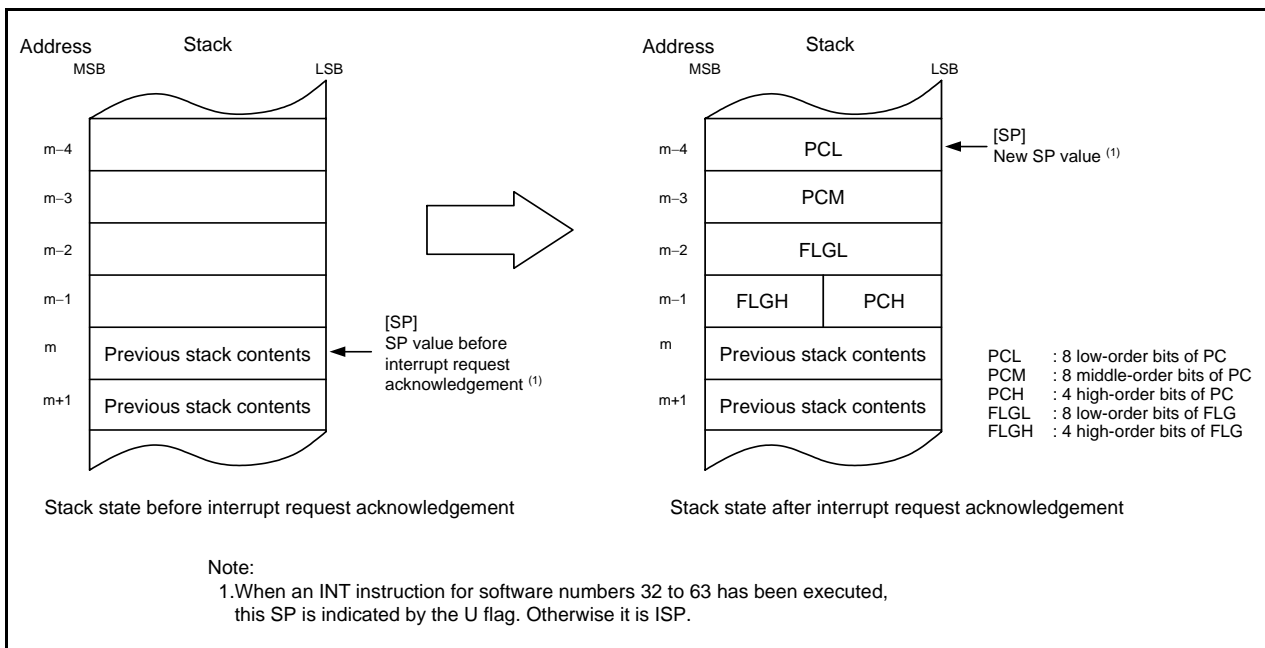 Address Stack
MSB LSB
m−4
m−3
m−2
m−1
m Previous stack contents
m+1 Previous stack contents
[SP]
SP value before
interrupt request
acknowledgement (1)
Stack state before interrupt request acknowledgement
Address Stack
MSB LSB
m−4 PCL
m−3 PCM
m−2 FLGL
m−1 FLGH PCH
m Previous stack contents
m+1 Previous stack contents
[SP]
New SP value (1)
PCL : 8 low-order bits of PC
PCM : 8 middle-order bits of PC
PCH : 4 high-order bits of PC
FLGL : 8 low-order bits of FLG
FLGH : 4 high-order bits of FLG
Stack state after interrupt request acknowledgement
Note:
1.When an INT instruction for software numbers 32 to 63 has been executed,
this SP is indicated by the U flag. Otherwise it is ISP.